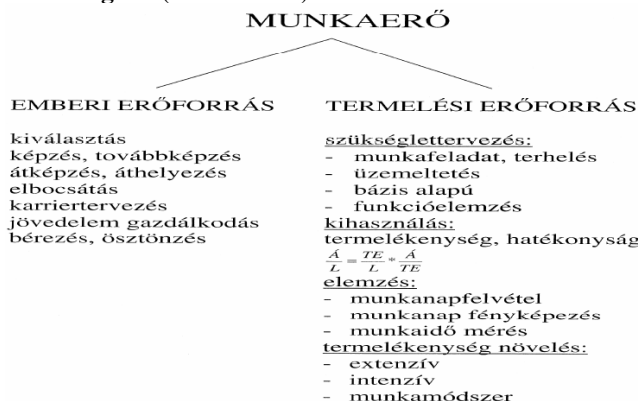 MUNKAERŐ
EMBERI ERŐFORRÁS
kiválasztás
képzés, továbbképzés
átképzés, áthelyezés
elbocsátás
karriertervezés
jövedelem gazdálkodás
bérezés, ösztönzés
TERMELÉSI ERŐFORRÁS
szükséglettervezés:
- munkafeladat, terhelés
- üzemeltetés
- bázis alapú
- funkcióelemzés
kihasználás:
termelékenység, hatékonyság
Á/L = TE/L * Á/TE
elemzés:
- munkanapfelvétel
- munkanap fényképezés
- munkaidő mérés
termelékenység növelés:
- extenzív
- intenzív
- munkamódszer